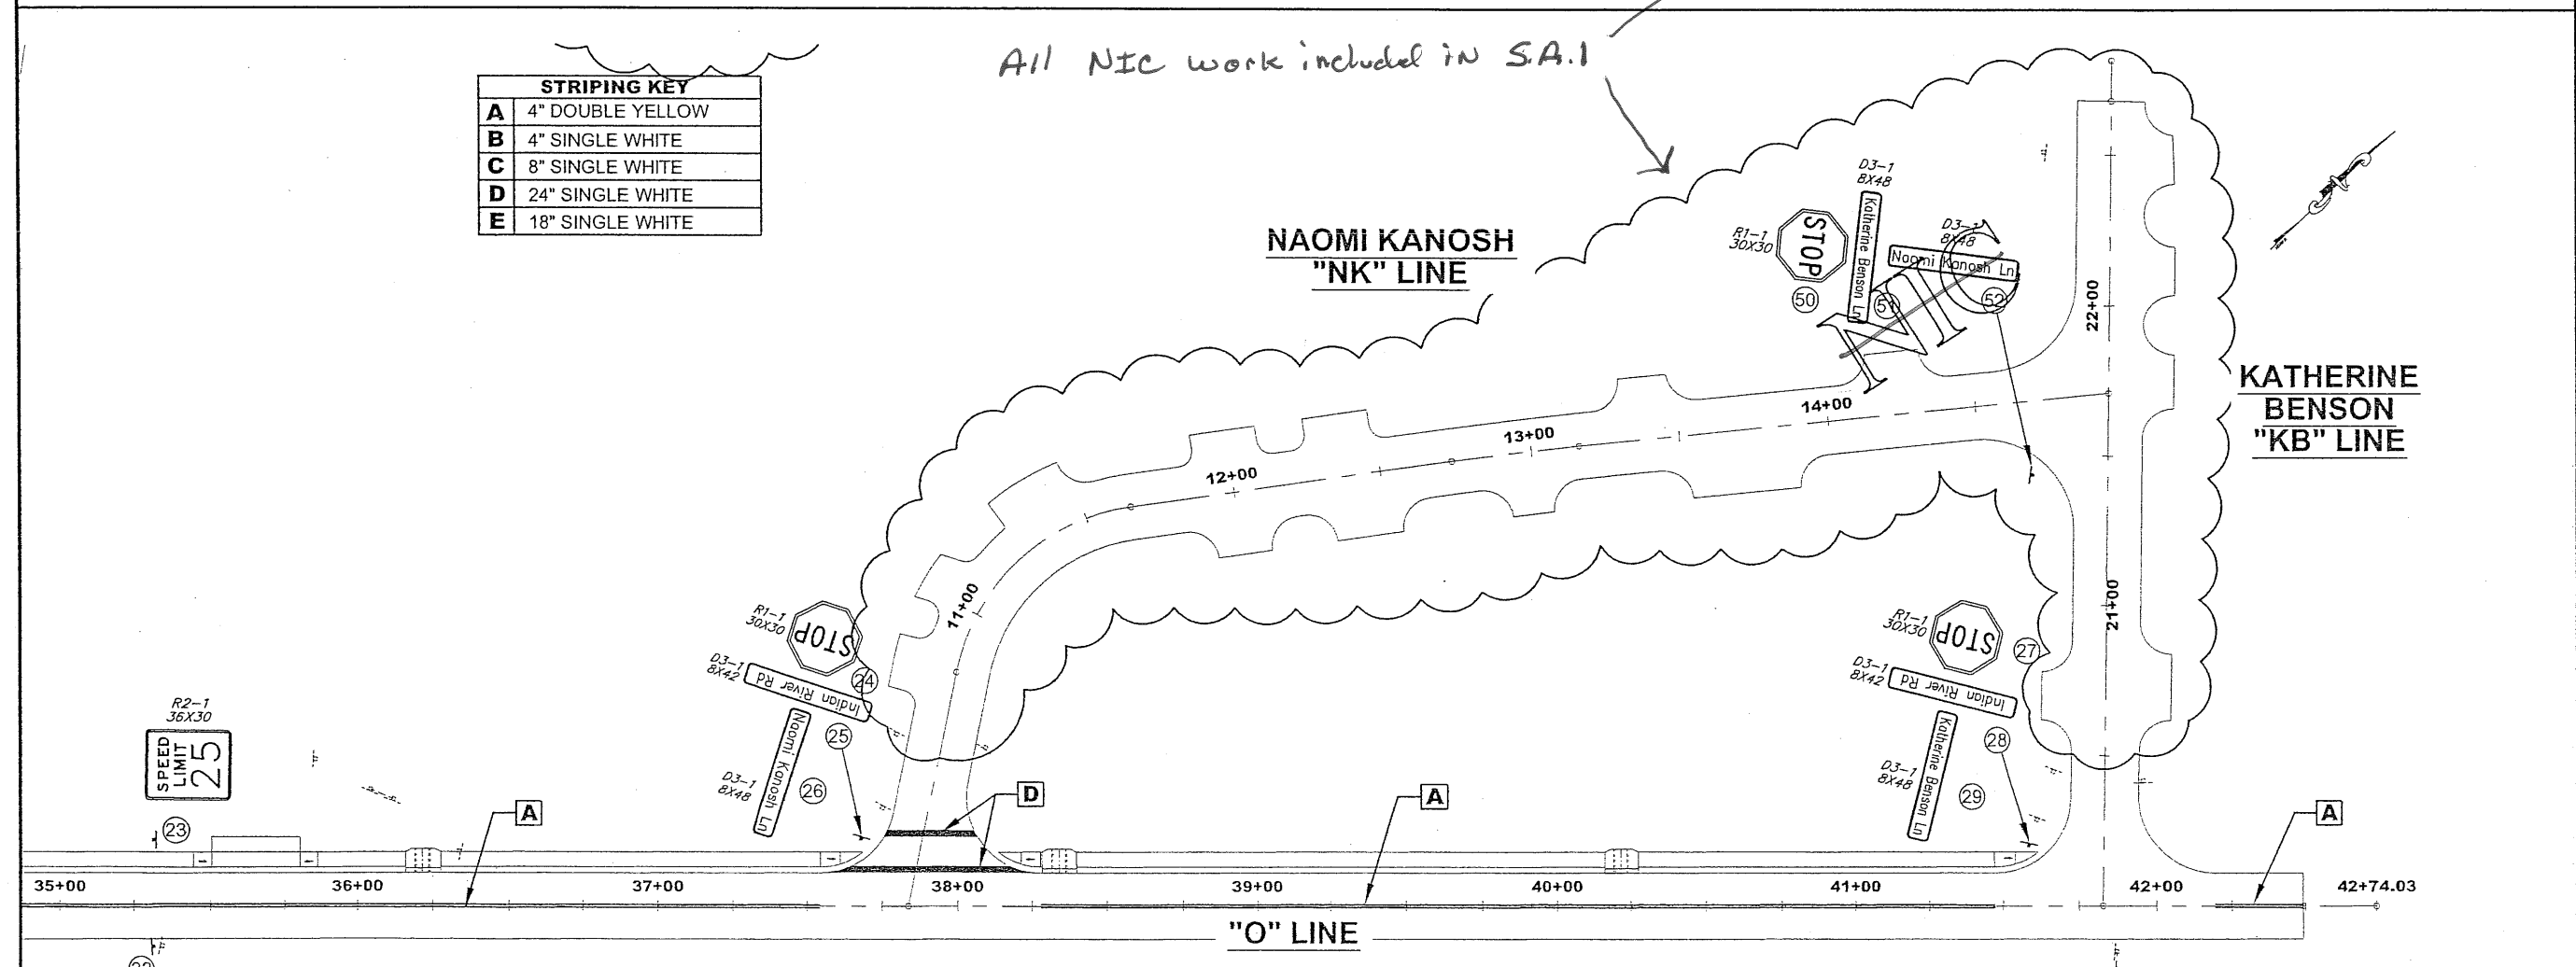 All NIC work included in S.A.1
STRIPING KEY
A 4" DOUBLE YELLOW
B 4" SINGLE WHITE
C 8" SINGLE WHITE
D 24" SINGLE WHITE
E 18" SINGLE WHITE
NAOMI KANOSH
"NK" LINE
R1-1
30X30
STOP
50
D3-1
8X48
Katherine Benson Ln
51
D3-1
8X48
Naomi Kanosh Ln
52
NIC
22+00
KATHERINE
BENSON
"KB" LINE
14+00
13+00
12+00
11+00
21+00
R1-1
30X30
STOP
24
D3-1
8X42
Indian River Rd
25
D3-1
8X48
Naomi Kanosh Ln
26
R1-1
30X30
STOP
27
D3-1
8X42
Indian River Rd
28
D3-1
8X48
Katherine Benson Ln
29
R2-1
36X30
SPEED
LIMIT
25
23
A
D
A
A
35+00
36+00
37+00
38+00
39+00
40+00
41+00
42+00
42+74.03
"O" LINE